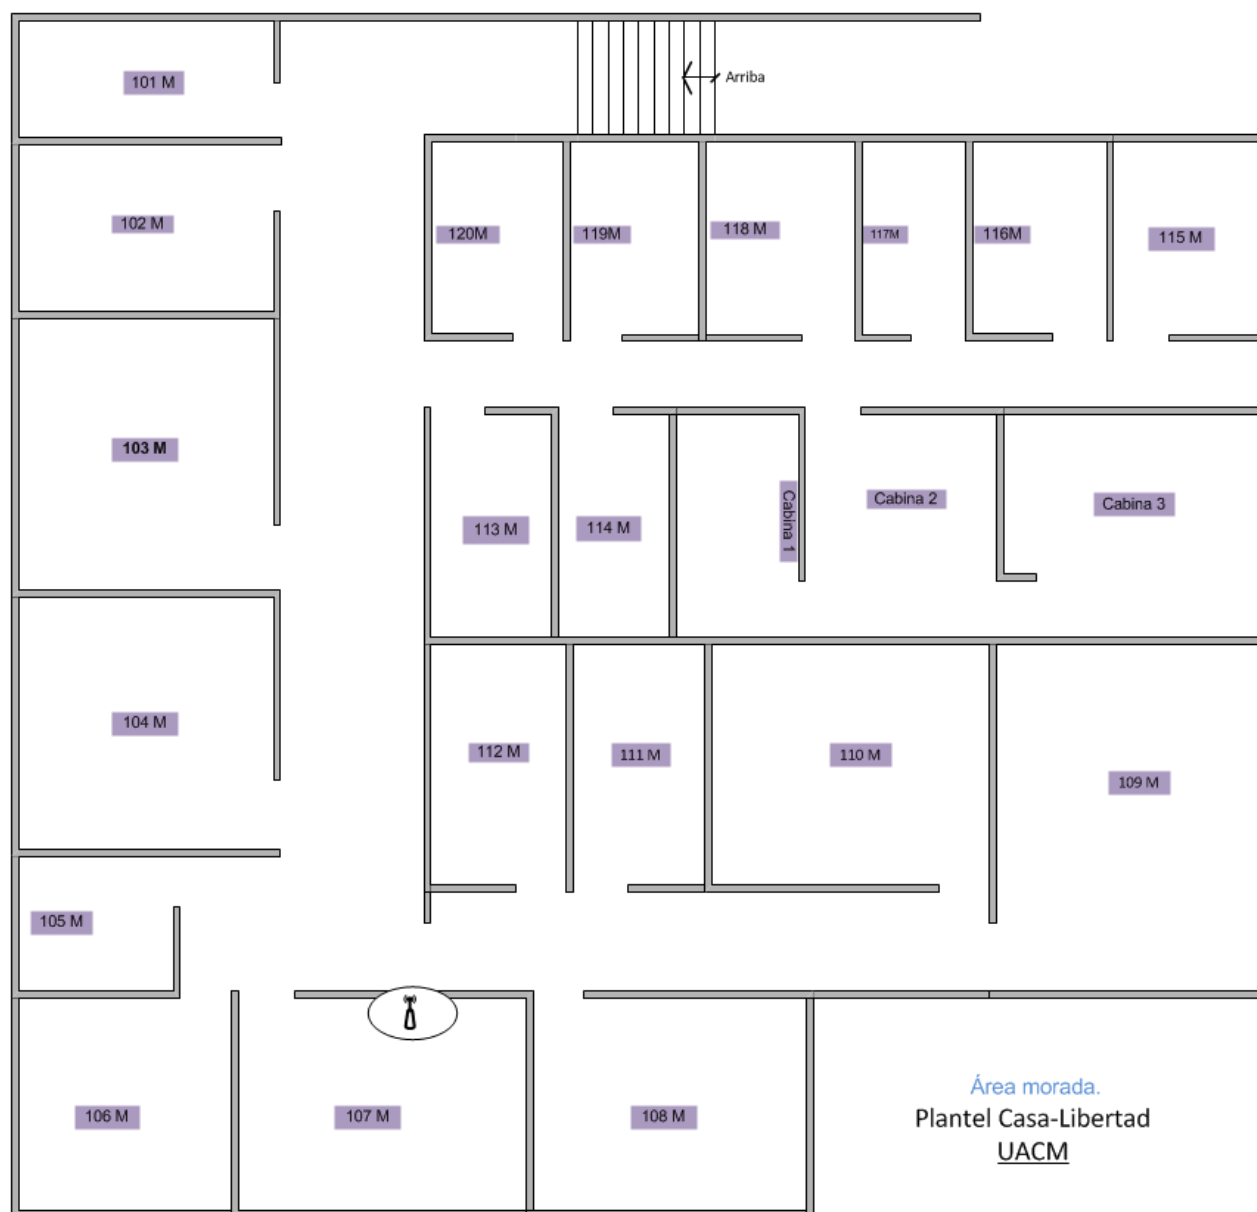 Arriba
101 M
102 M
120M
119M
118 M
117M
116M
115 M
103 M
113 M
114 M
Cabina 1
Cabina 2
Cabina 3
104 M
112 M
111 M
110 M
109 M
105 M
106 M
107 M
108 M
Área morada.
Plantel Casa-Libertad
UACM